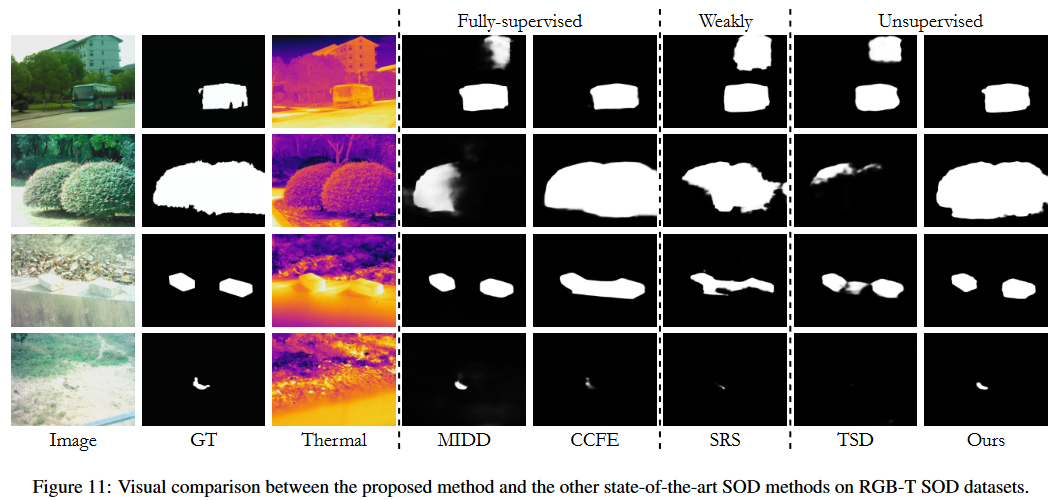 Fully-supervised Weakly Unsupervised
Image GT Thermal MIDD CCFE SRS TSD Ours
Figure 11: Visual comparison between the proposed method and the other state-of-the-art SOD methods on RGB-T SOD datasets.